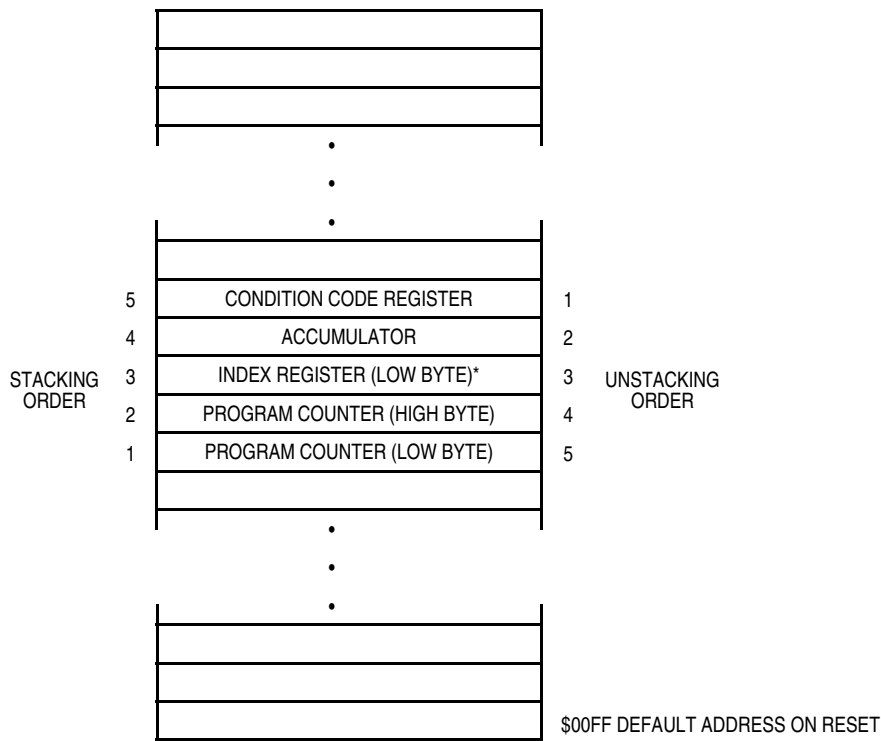 5 CONDITION CODE REGISTER 1
4 ACCUMULATOR 2
STACKING ORDER
3 INDEX REGISTER (LOW BYTE)* 3
UNSTACKING ORDER
2 PROGRAM COUNTER (HIGH BYTE) 4
1 PROGRAM COUNTER (LOW BYTE) 5
$00FF DEFAULT ADDRESS ON RESET